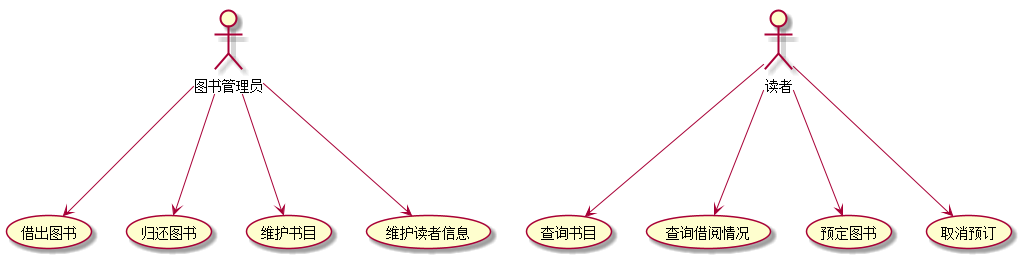 图书管理员
读者
借出图书
归还图书
维护书目
维护读者信息
查询书目
查询借阅情况
预定图书
取消预订